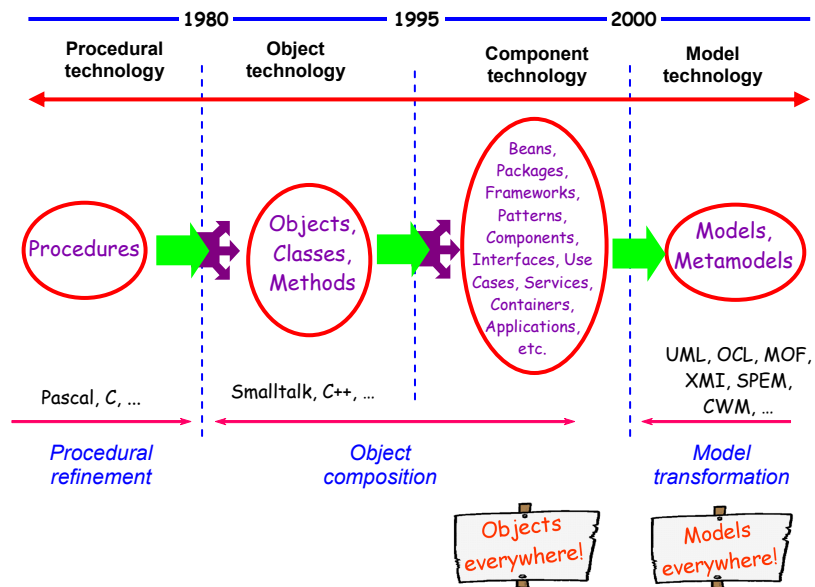 1980 1995 2000
Procedural
technology
Object
technology
Component
technology
Model
technology
Procedures
Objects,
Classes,
Methods
Beans,
Packages,
Frameworks,
Patterns,
Components,
Interfaces, Use
Cases, Services,
Containers,
Applications,
etc.
Models,
Metamodels
Pascal, C, ...
Smalltalk, C++, ...
UML, OCL, MOF,
XMI, SPEM,
CWM, ...
Procedural
refinement
Object
composition
Model
transformation
Objects
everywhere!
Models
everywhere!